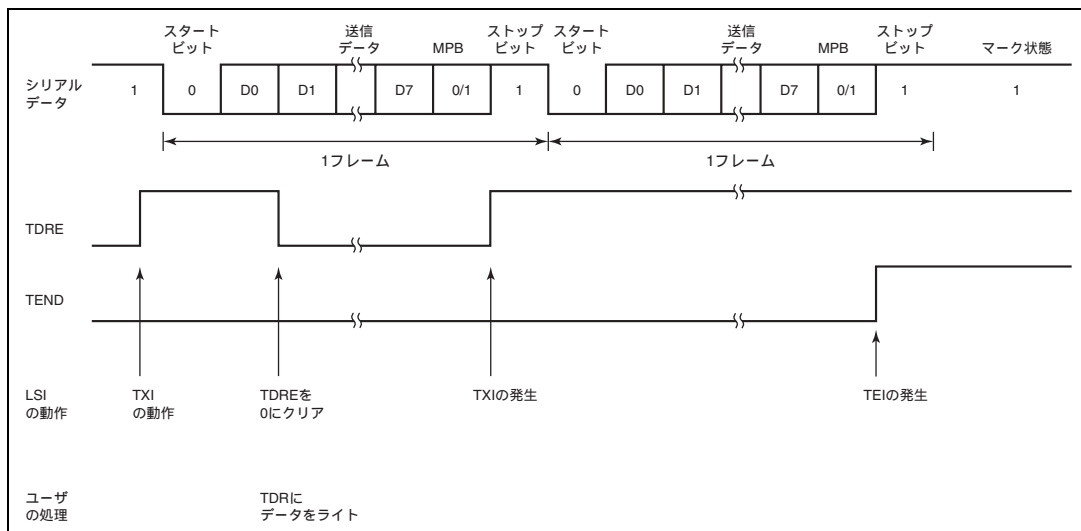 スタート
ビット
送信
データ
MPB
ストップ
ビット
スタート
ビット
送信
データ
MPB
ストップ
ビット
マーク状態
シリアル
データ
1 0 D0 D1 D7 0/1 1 0 D0 D1 D7 0/1 1 1
1フレーム 1フレーム
TDRE
TEND
LSI
の動作
TXI
の動作
TDREを
0にクリア
TXIの発生
TEIの発生
ユーザ
の処理
TDRに
データをライト